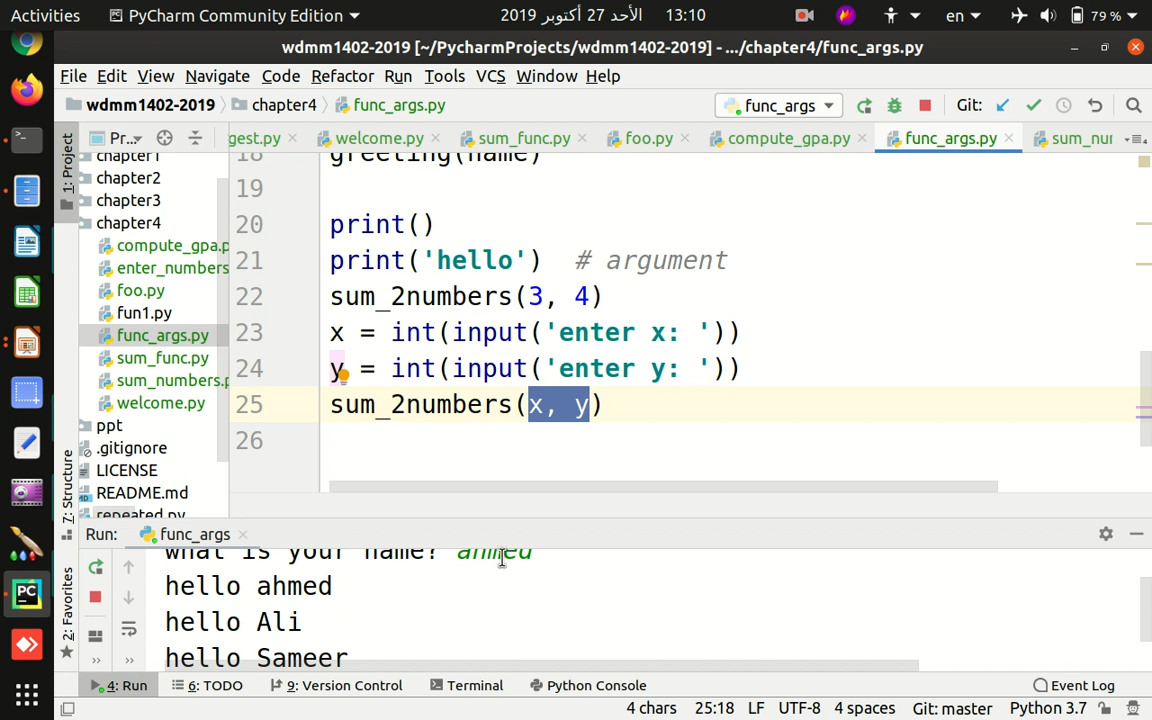 Activities PyCharm Community Edition الأحد 27 أكتوبر 2019 13:10 en 79 %
wdmm1402-2019 [~/PycharmProjects/wdmm1402-2019] - .../chapter4/func_args.py
File Edit View Navigate Code Refactor Run Tools VCS Window Help
wdmm1402-2019 chapter4 func_args.py func_args Git:
1: Project
Pr... gest.py welcome.py sum_func.py foo.py compute_gpa.py func_args.py sum_nur
chapter1
chapter2
chapter3
chapter4
compute_gpa.p
enter_numbers
foo.py
fun1.py
func_args.py
sum_func.py
sum_numbers.p
welcome.py
ppt
.gitignore
LICENSE
README.md
repeated.py
18 greeting(name)
19
20 print()
21 print('hello') # argument
22 sum_2numbers(3, 4)
23 x = int(input('enter x: '))
24 y = int(input('enter y: '))
25 sum_2numbers(x, y)
26
7: Structure
2: Favorites
Run: func_args
what is your name? ahmed
hello ahmed
hello Ali
hello Sameer
4: Run 6: TODO 9: Version Control Terminal Python Console Event Log
4 chars 25:18 LF UTF-8 4 spaces Git: master Python 3.7